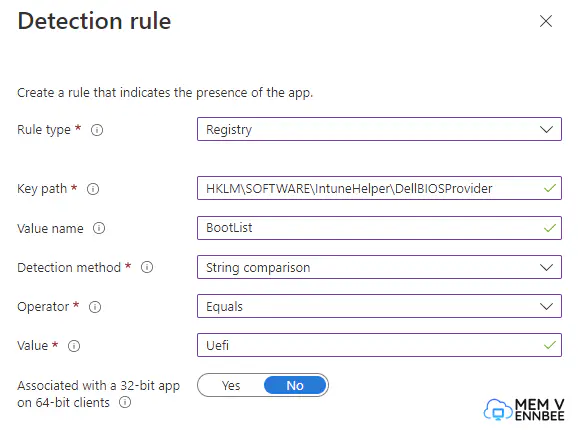 Detection rule
Create a rule that indicates the presence of the app.
Rule type *
Registry
Key path *
HKLM\SOFTWARE\IntuneHelper\DellBIOSProvider
Value name
BootList
Detection method *
String comparison
Operator *
Equals
Value *
Uefi
Associated with a 32-bit app
on 64-bit clients
Yes No
MEM V
ENNBEE